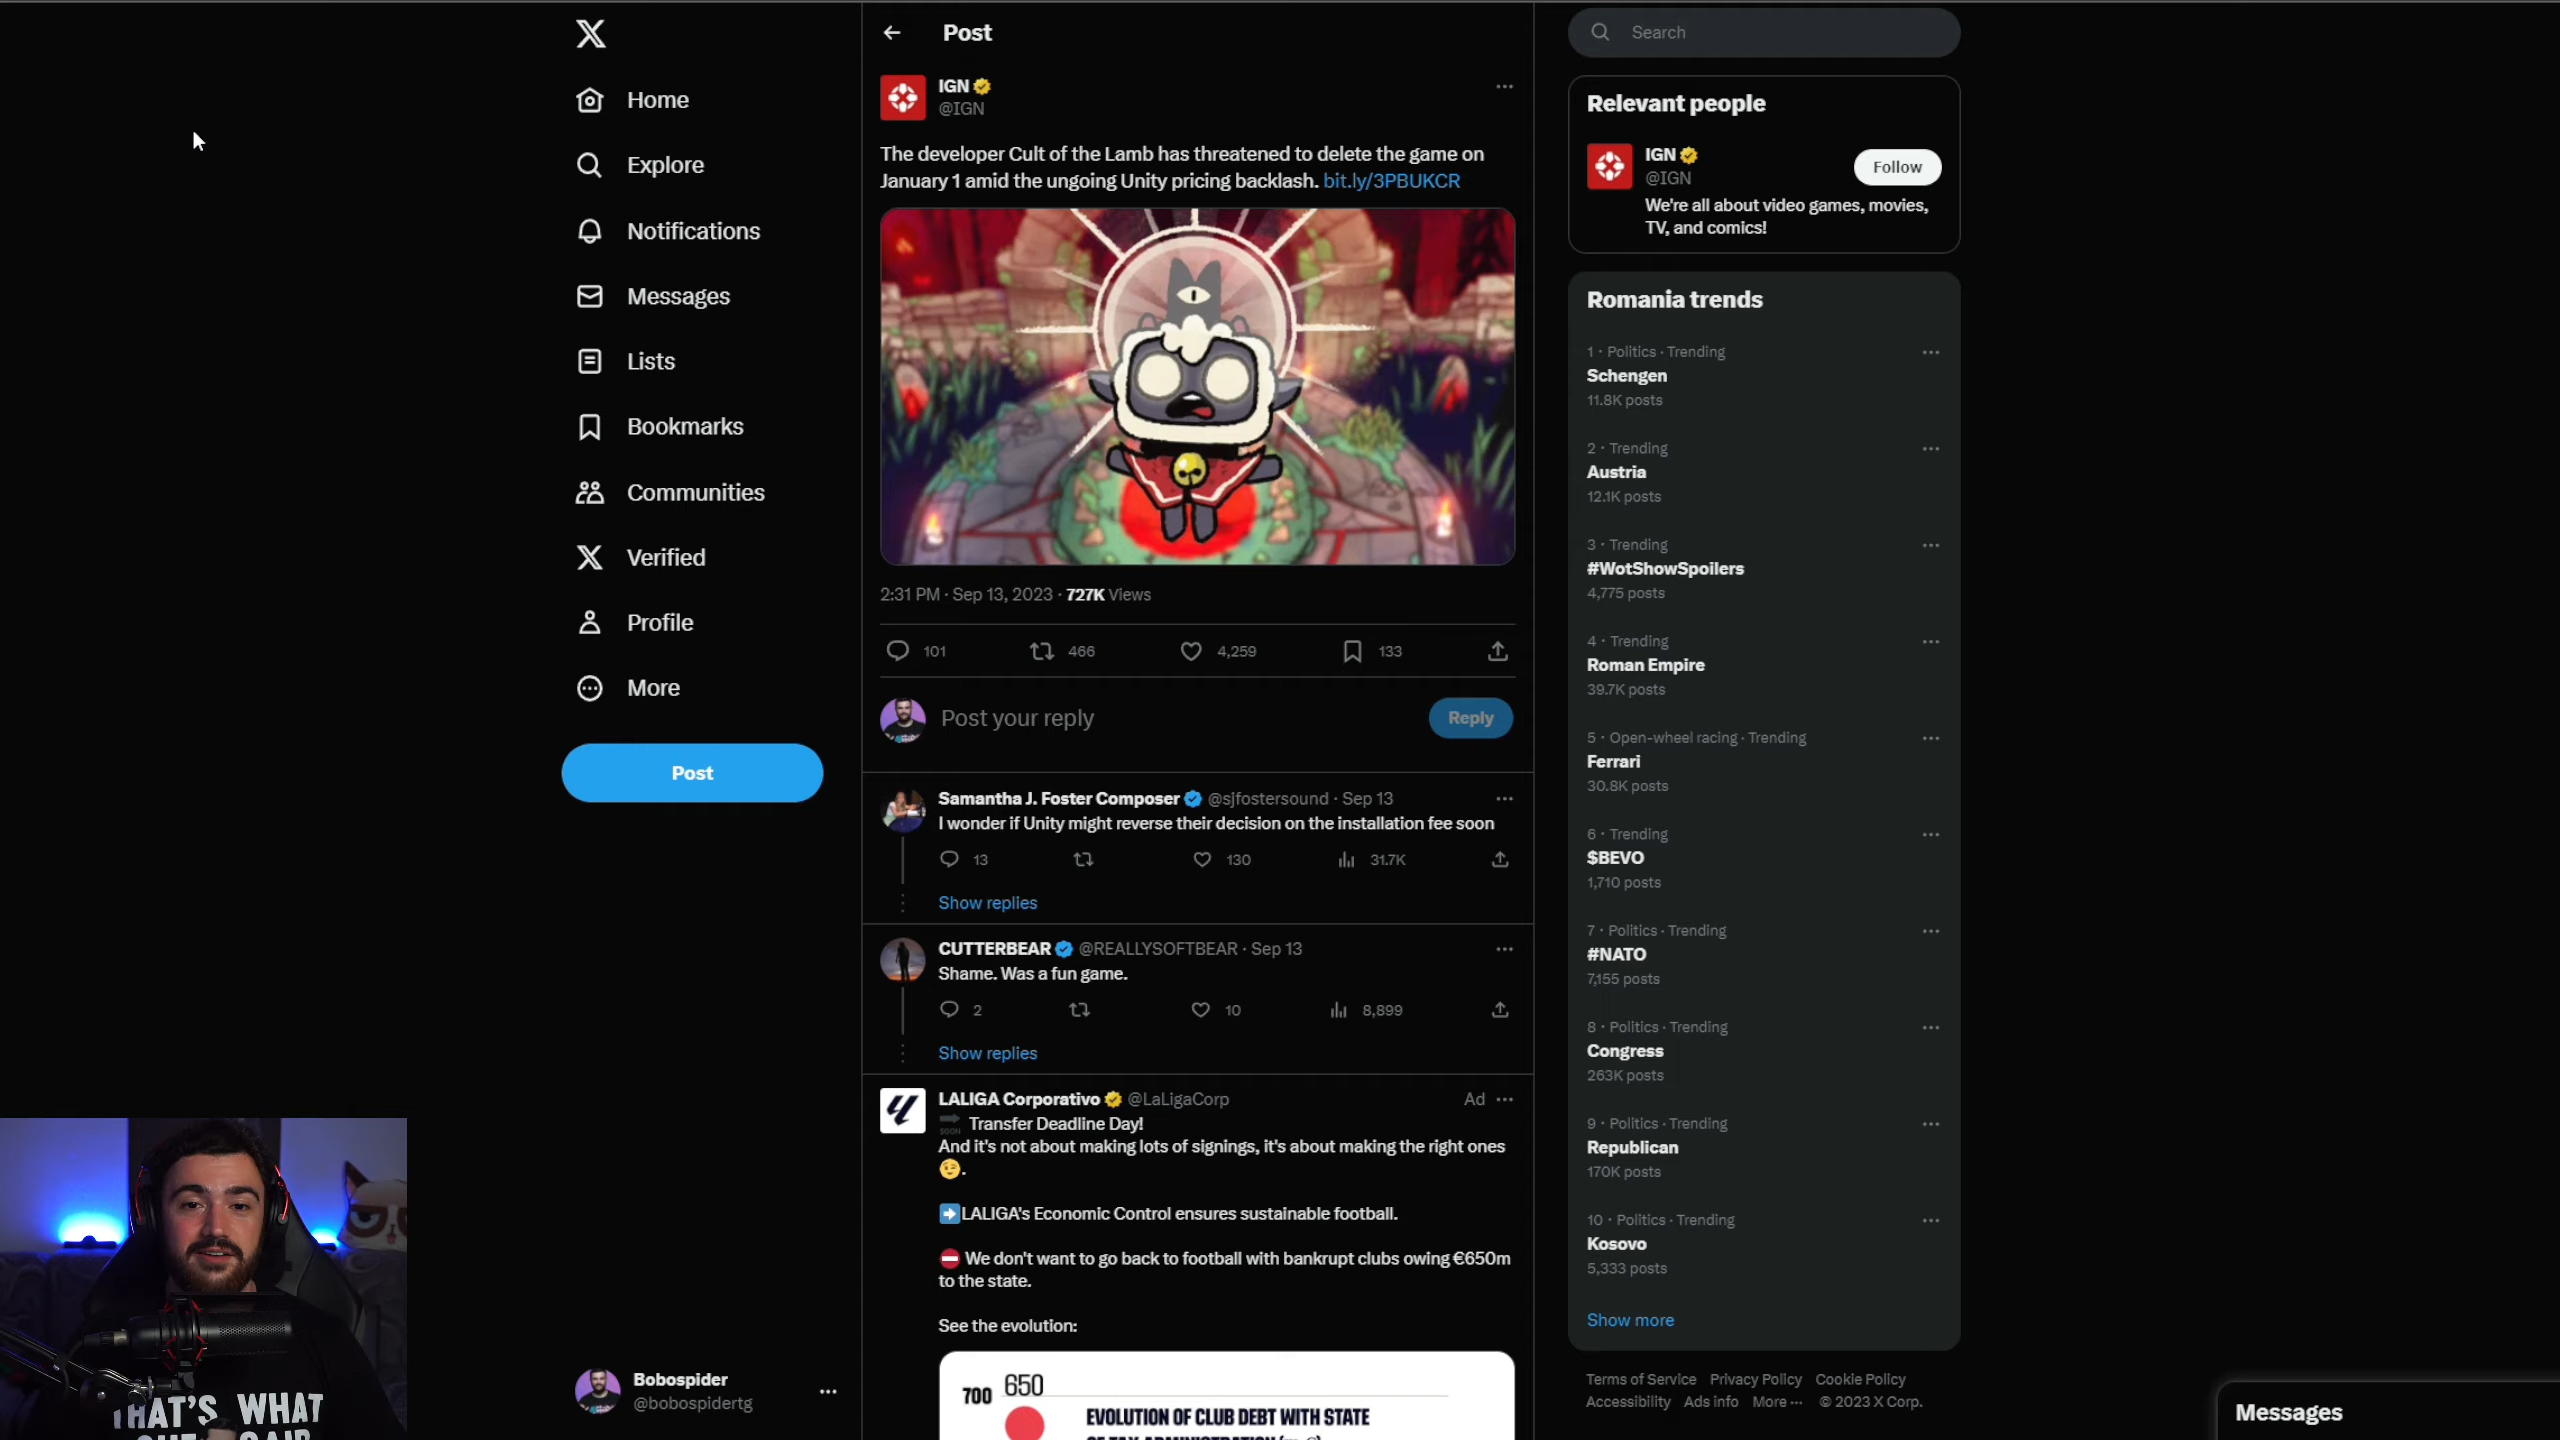 Home
Explore
Notifications
Messages
Lists
Bookmarks
Communities
Verified
Profile
More
Post
Bobospider
@bobospidertg
Post
IGN
@IGN
The developer Cult of the Lamb has threatened to delete the game on
January 1 amid the ungoing Unity pricing backlash. bit.ly/3PBUKCR
2:31 PM · Sep 13, 2023 · 727K Views
101 466 4,259 133
Post your reply
Reply
Samantha J. Foster Composer @sjfostersound · Sep 13
I wonder if Unity might reverse their decision on the installation fee soon
13 130 31.7K
Show replies
CUTTERBEAR @REALLYSOFTBEAR · Sep 13
Shame. Was a fun game.
2 10 8,899
Show replies
LALIGA Corporativo @LaLigaCorp Ad
SOON Transfer Deadline Day!
And it's not about making lots of signings, it's about making the right ones
😉.
➡️LALIGA's Economic Control ensures sustainable football.
⛔ We don't want to go back to football with bankrupt clubs owing €650m
to the state.
See the evolution:
700 650
EVOLUTION OF CLUB DEBT WITH STATE
Search
Relevant people
IGN
@IGN
Follow
We're all about video games, movies,
TV, and comics!
Romania trends
1 · Politics · Trending
Schengen
11.8K posts
2 · Trending
Austria
12.1K posts
3 · Trending
#WotShowSpoilers
4,775 posts
4 · Trending
Roman Empire
39.7K posts
5 · Open-wheel racing · Trending
Ferrari
30.8K posts
6 · Trending
$BEVO
1,710 posts
7 · Politics · Trending
#NATO
7,155 posts
8 · Politics · Trending
Congress
263K posts
9 · Politics · Trending
Republican
170K posts
10 · Politics · Trending
Kosovo
5,333 posts
Show more
Terms of Service Privacy Policy Cookie Policy
Accessibility Ads info More ··· © 2023 X Corp.
Messages
THAT'S WHAT